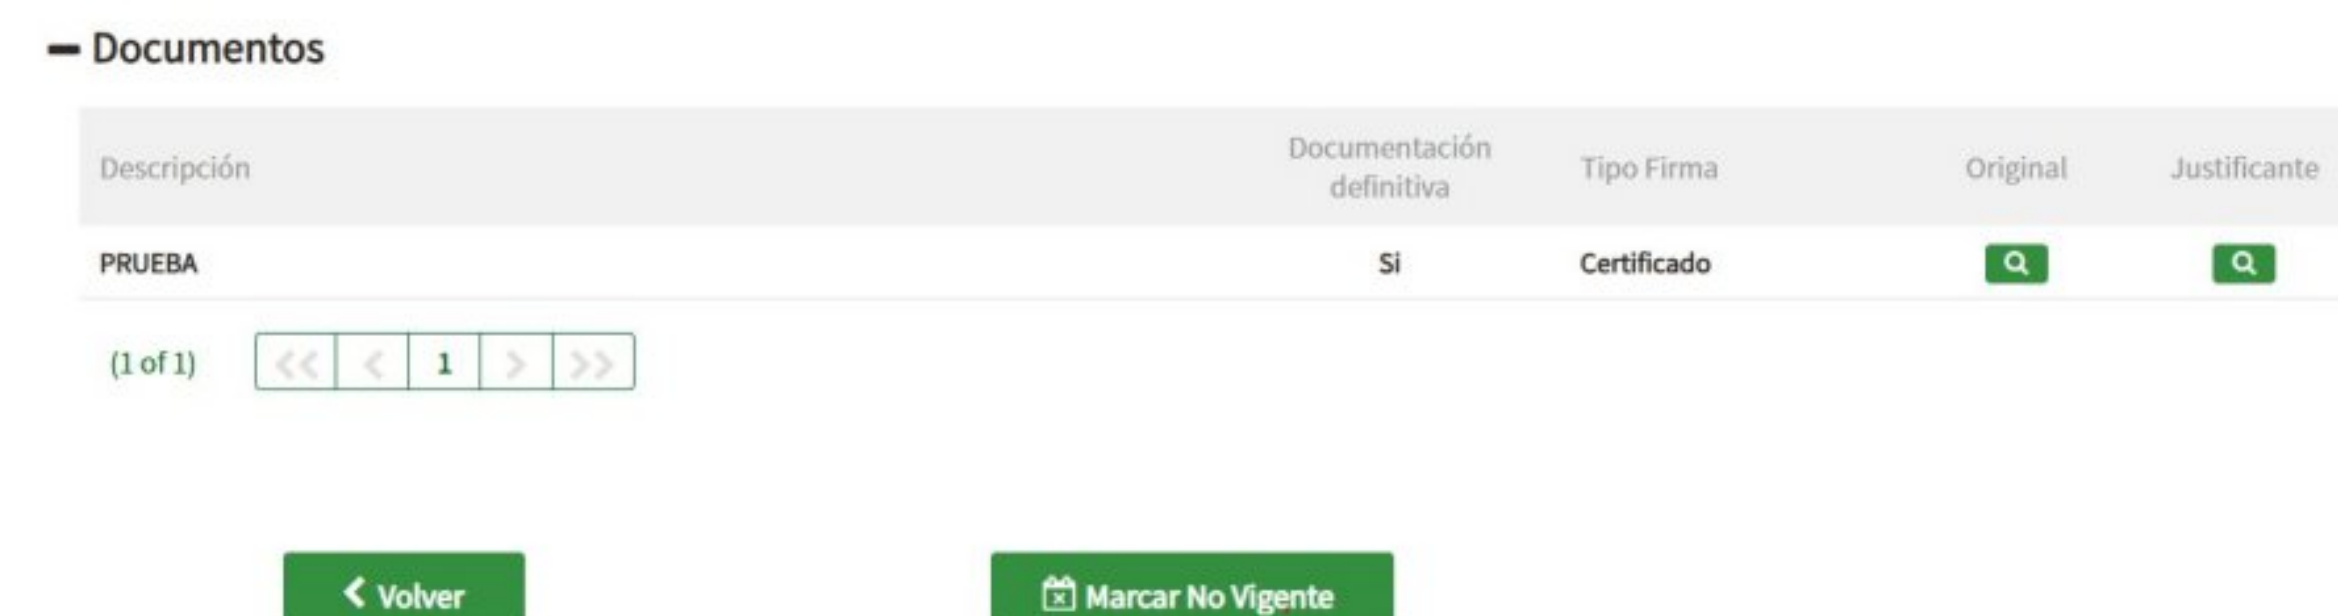 Documentos
Descripción Documentación definitiva Tipo Firma Original Justificante
PRUEBA Si Certificado
(1 of 1) << < 1 > >>
Volver Marcar No Vigente